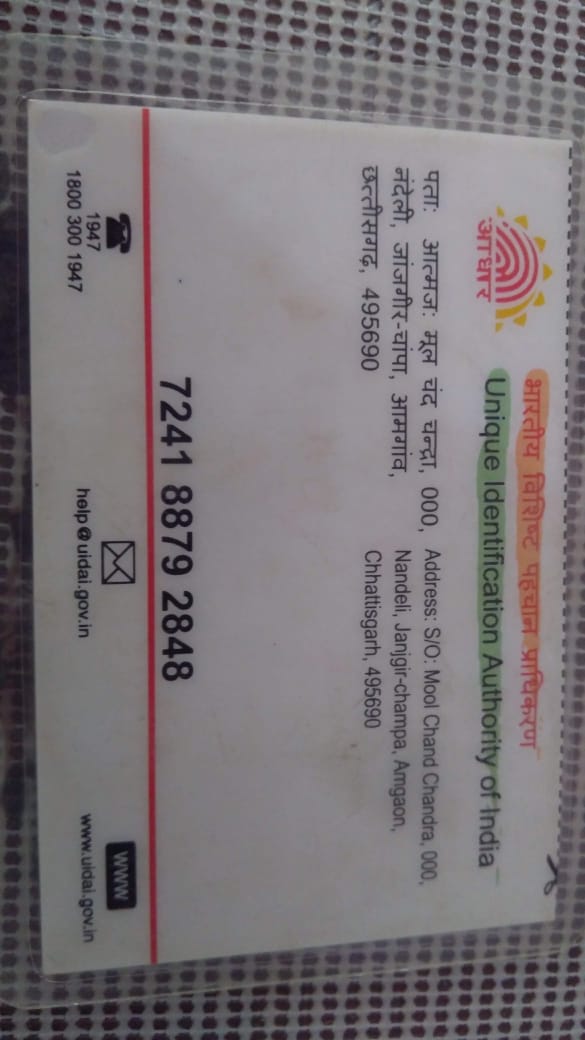 भारतीय विशिष्ट पहचान प्राधिकरण
Unique Identification Authority of India
आधार
पता: आत्मज: मूल चंद चन्द्रा, 000,
नंदेली, जांजगीर-चांपा, आमगांव,
छत्तीसगढ़, 495690
Address: S/O: Mool Chand Chandra, 000,
Nandeli, Janjgir-champa, Amgaon,
Chhattisgarh, 495690
7241 8879 2848
1947
1800 300 1947
help@uidai.gov.in
www
www.uidai.gov.in